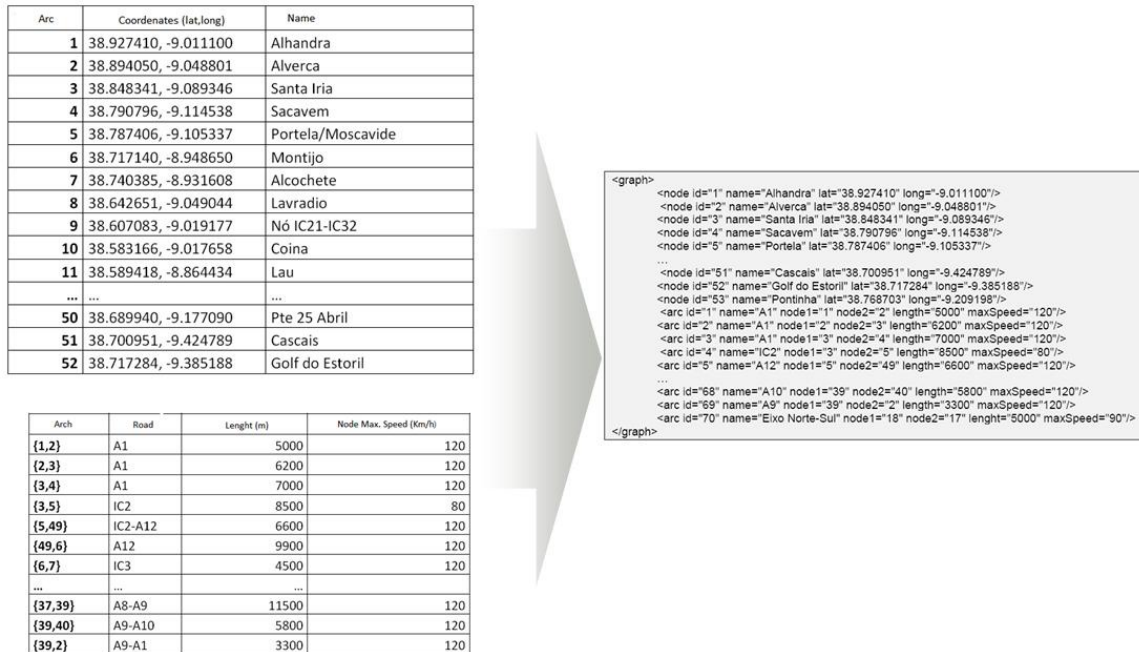 Arc Coordenates (lat,long) Name
1 38.927410, -9.011100 Alhandra
2 38.894050, -9.048801 Alverca
3 38.848341, -9.089346 Santa Iria
4 38.790796, -9.114538 Sacavem
5 38.787406, -9.105337 Portela/Moscavide
6 38.717140, -8.948650 Montijo
7 38.740385, -8.931608 Alcochete
8 38.642651, -9.049044 Lavradio
9 38.607083, -9.019177 Nó IC21-IC32
10 38.583166, -9.017658 Coina
11 38.589418, -8.864434 Lau
... ... ...
50 38.689940, -9.177090 Pte 25 Abril
51 38.700951, -9.424789 Cascais
52 38.717284, -9.385188 Golf do Estoril
Arch Road Lenght (m) Node Max. Speed (Km/h)
{1,2} A1 5000 120
{2,3} A1 6200 120
{3,4} A1 7000 120
{3,5} IC2 8500 80
{5,49} IC2-A12 6600 120
{49,6} A12 9900 120
{6,7} IC3 4500 120
... ... ...
{37,39} A8-A9 11500 120
{39,40} A9-A10 5800 120
{39,2} A9-A1 3300 120
<graph>
<node id="1" name="Alhandra" lat="38.927410" long="-9.011100"/>
<node id="2" name="Alverca" lat="38.894050" long="-9.048801"/>
<node id="3" name="Santa Iria" lat="38.848341" long="-9.089346"/>
<node id="4" name="Sacavem" lat="38.790796" long="-9.114538"/>
<node id="5" name="Portela" lat="38.787406" long="-9.105337"/>
...
<node id="51" name="Cascais" lat="38.700951" long="-9.424789"/>
<node id="52" name="Golf do Estoril" lat="38.717284" long="-9.385188"/>
<node id="53" name="Pontinha" lat="38.768703" long="-9.209198"/>
<arc id="1" name="A1" node1="1" node2="2" length="5000" maxSpeed="120"/>
<arc id="2" name="A1" node1="2" node2="3" length="6200" maxSpeed="120"/>
<arc id="3" name="A1" node1="3" node2="4" length="7000" maxSpeed="120"/>
<arc id="4" name="IC2" node1="3" node2="5" length="8500" maxSpeed="80"/>
<arc id="5" name="A12" node1="5" node2="49" length="6600" maxSpeed="120"/>
...
<arc id="68" name="A10" node1="39" node2="40" length="5800" maxSpeed="120"/>
<arc id="69" name="A9" node1="39" node2="2" length="3300" maxSpeed="120"/>
<arc id="70" name="Eixo Norte-Sul" node1="18" node2="17" lenght="5000" maxSpeed="90"/>
</graph>